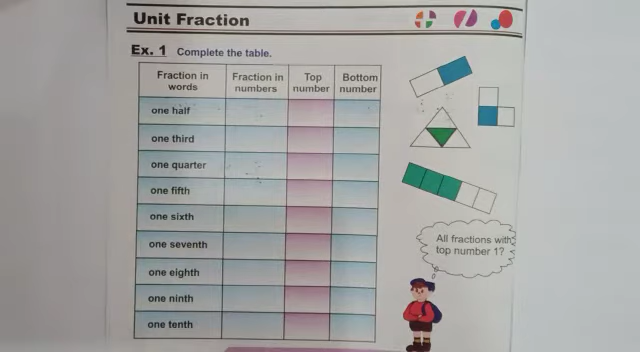 Unit Fraction
Ex. 1 Complete the table.
Fraction in words
Fraction in numbers
Top number
Bottom number
one half
one third
one quarter
one fifth
one sixth
one seventh
one eighth
one ninth
one tenth
All fractions with
top number 1?